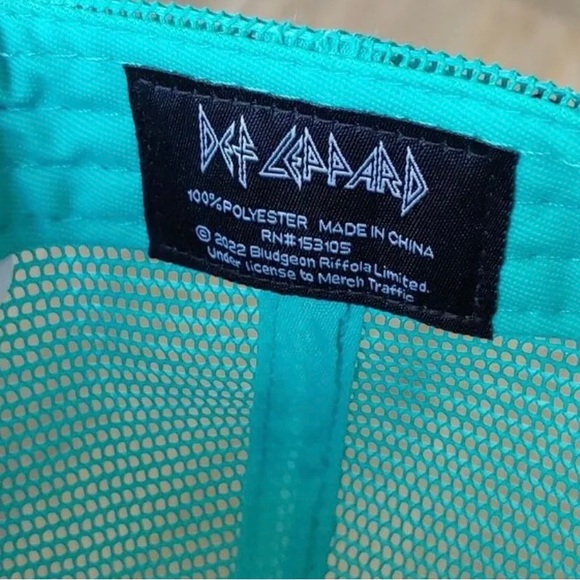 DEF LEPPARD
100% POLYESTER MADE IN CHINA
RN#153105
© 2022 Bludgeon Riffola Limited.
Under license to Merch Traffic